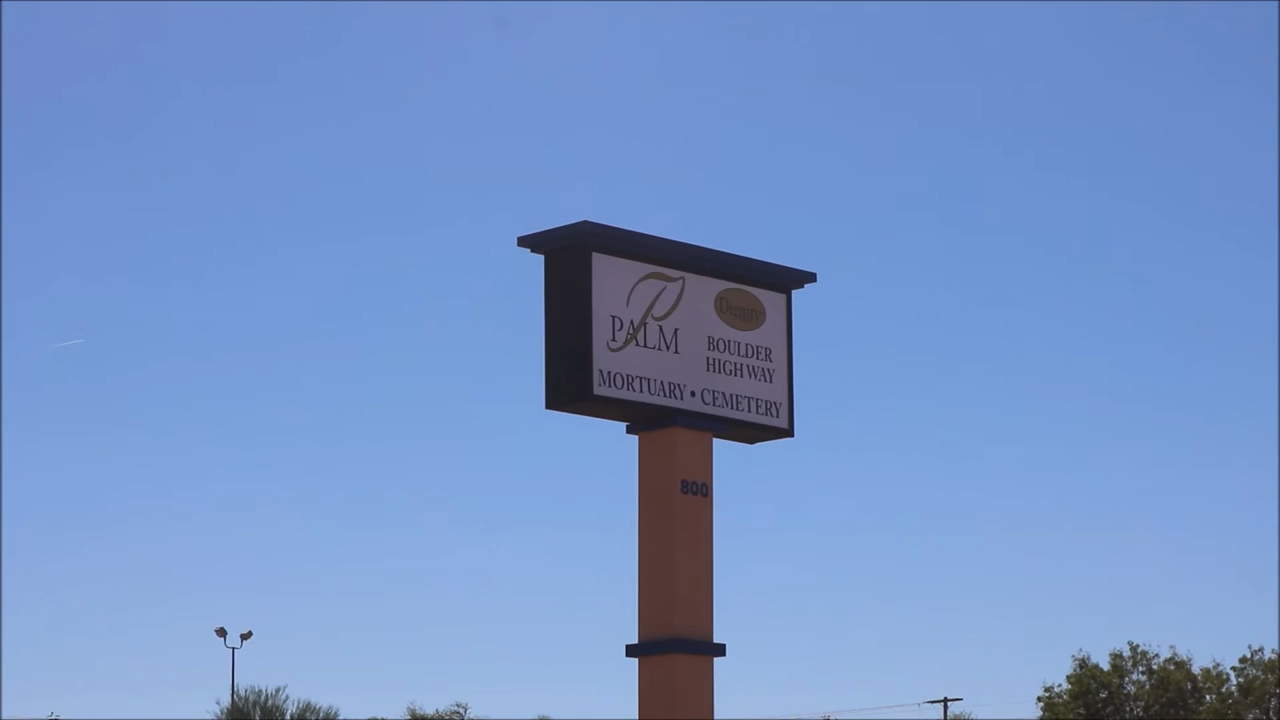 P
PALM
Dignity
BOULDER
HIGHWAY
MORTUARY • CEMETERY
800